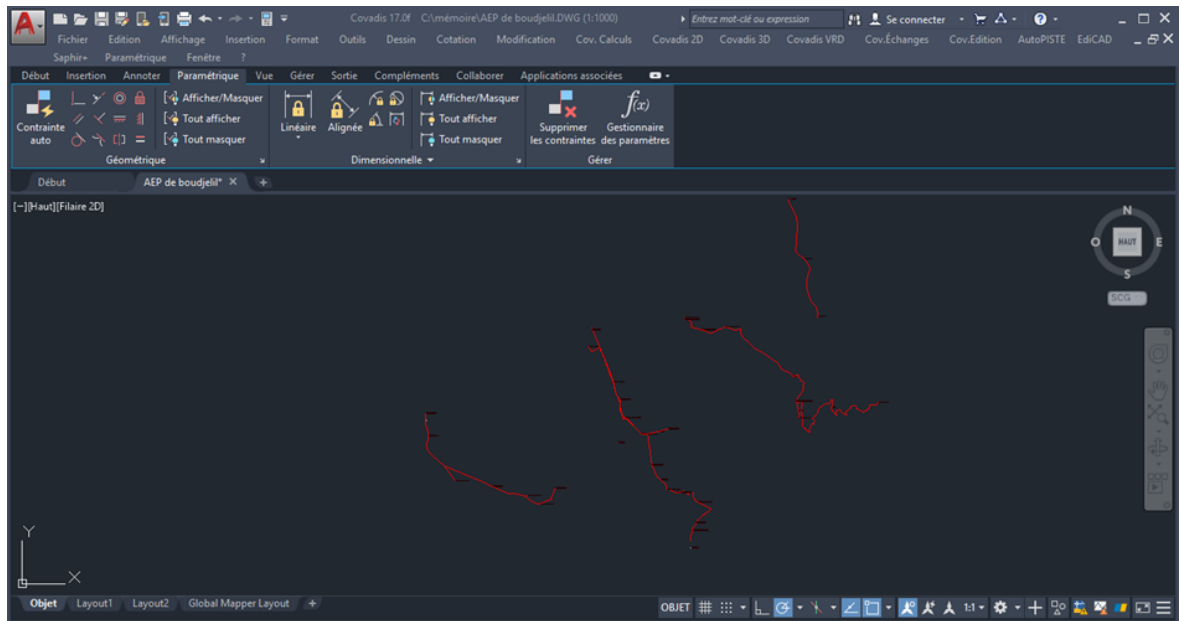 A Covadis 17.0f C:\mémoire\AEP de boudjelil.DWG (1:1000) Entrez mot-clé ou expression Se connecter ?
Fichier Edition Affichage Insertion Format Outils Dessin Cotation Modification Cov. Calculs Covadis 2D Covadis 3D Covadis VRD Cov.Échanges Cov.Edition AutoPISTE EdiCAD
Saphir+ Paramétrique Fenêtre ?
Début Insertion Annoter Paramétrique Vue Gérer Sortie Compléments Collaborer Applications associées
Contrainte auto
Afficher/Masquer
Tout afficher
Tout masquer
Géométrique
Linéaire
Alignée
Afficher/Masquer
Tout afficher
Tout masquer
Dimensionnelle
Supprimer les contraintes
f(x)
Gestionnaire des paramètres
Gérer
Début AEP de boudjelil* × +
[−][Haut][Filaire 2D]
N
O HAUT E
S
SCG
Y
X
Objet Layout1 Layout2 Global Mapper Layout +
OBJET 1:1